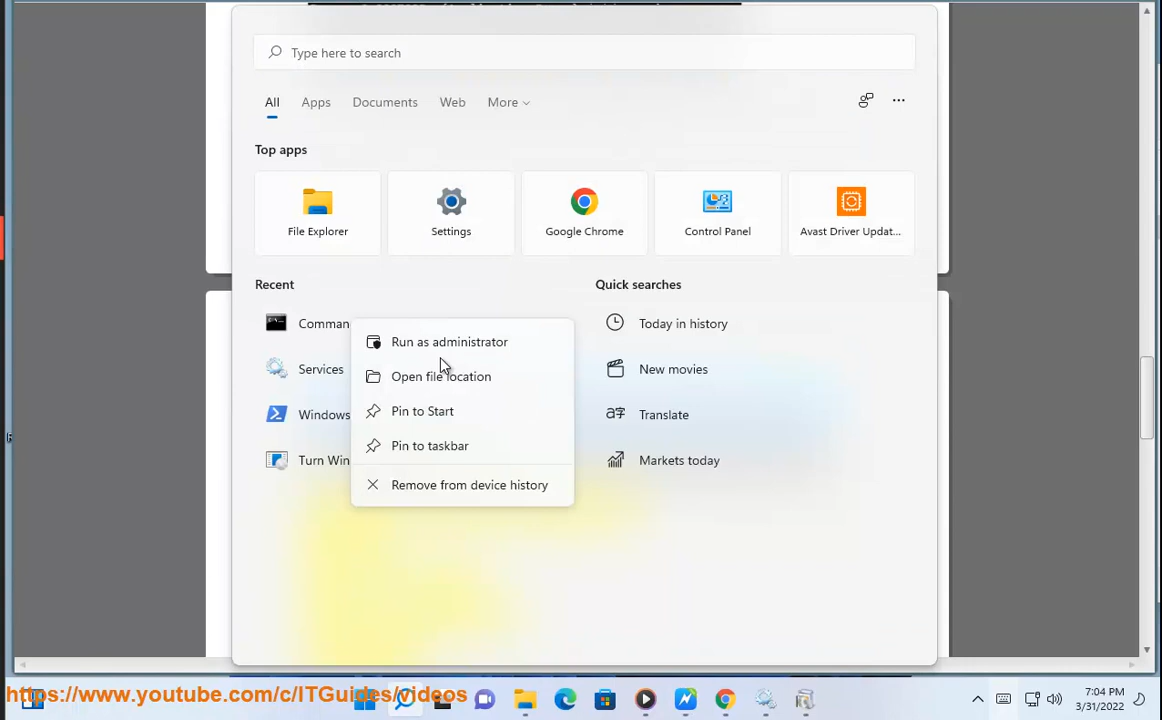 Type here to search
All Apps Documents Web More
Top apps
File Explorer Settings Google Chrome Control Panel Avast Driver Updat...
Recent Quick searches
Comman Today in history
Run as administrator
Services New movies
Open file location
Windows Translate
Pin to Start
Pin to taskbar
Turn Win Markets today
Remove from device history
https://www.youtube.com/c/ITGuides/videos
7:04 PM
3/31/2022